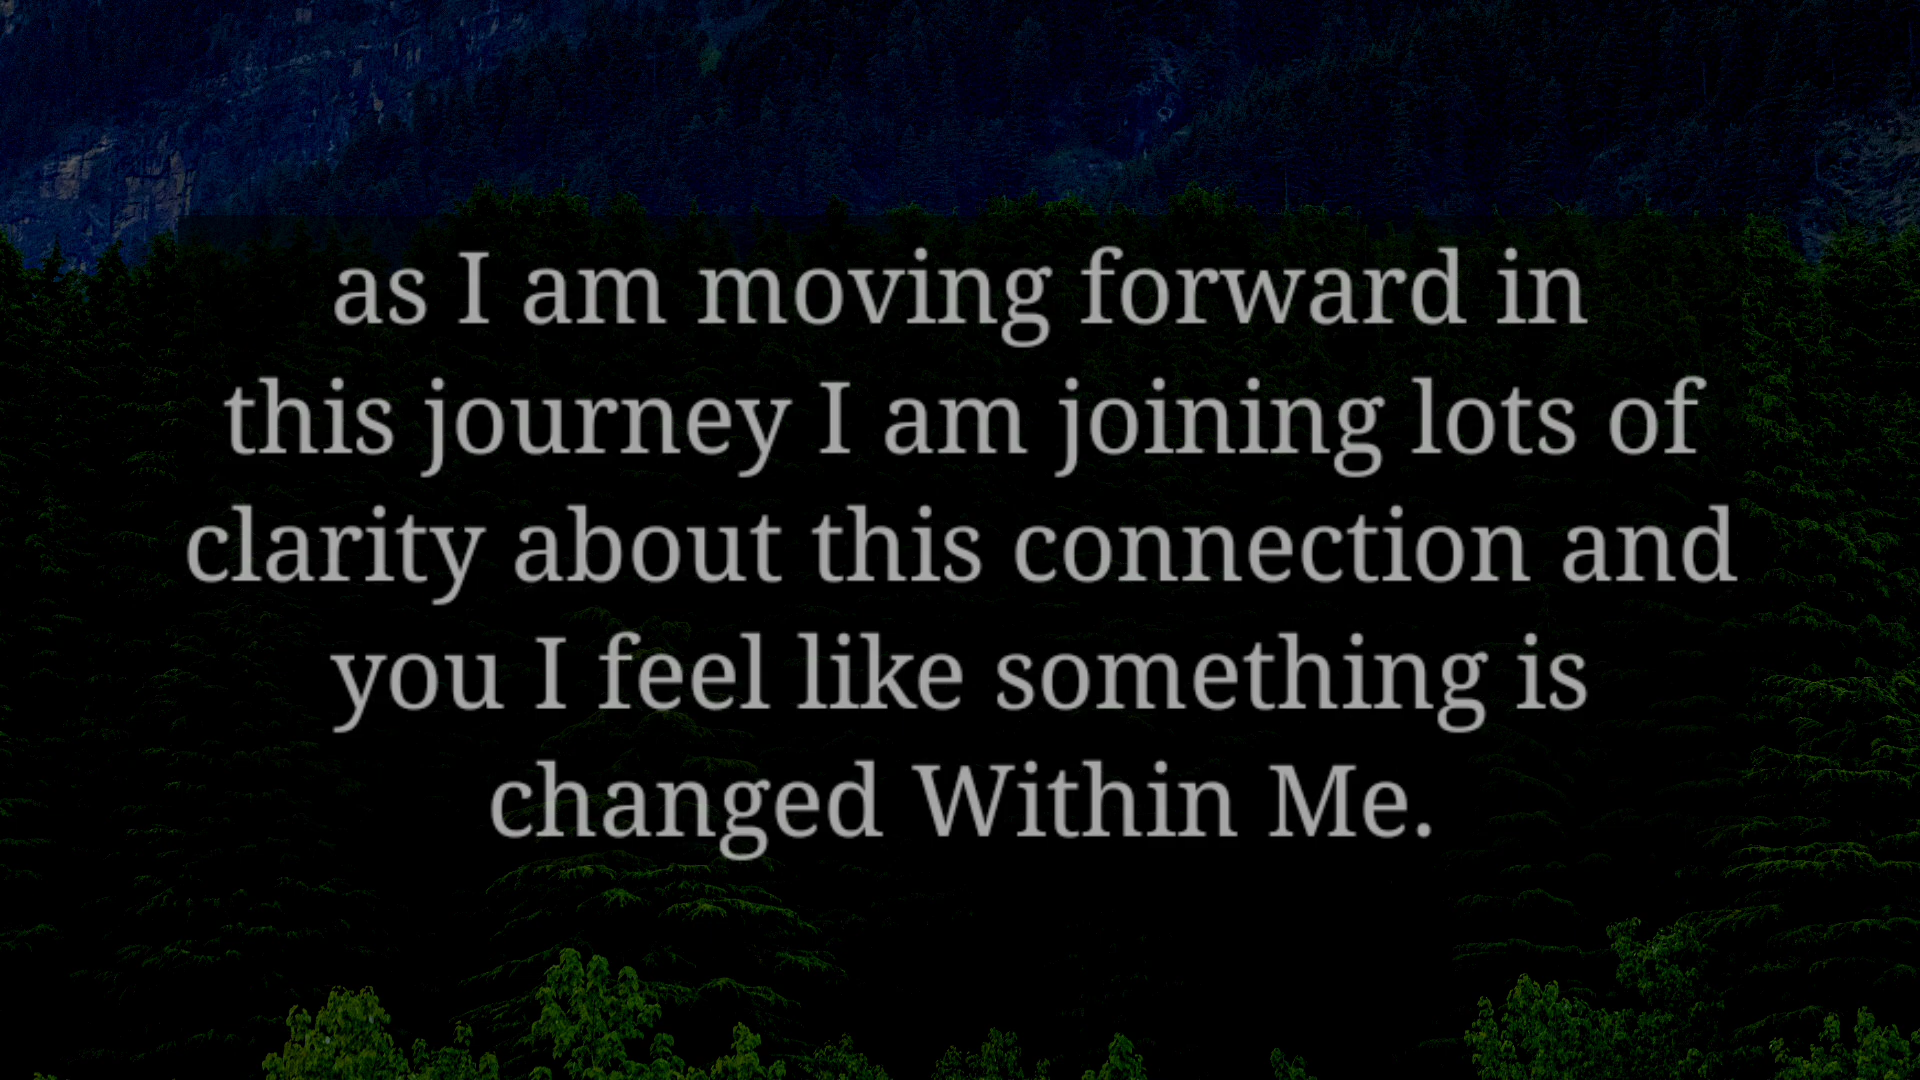 as I am moving forward in
this journey I am joining lots of
clarity about this connection and
you I feel like something is
changed Within Me.